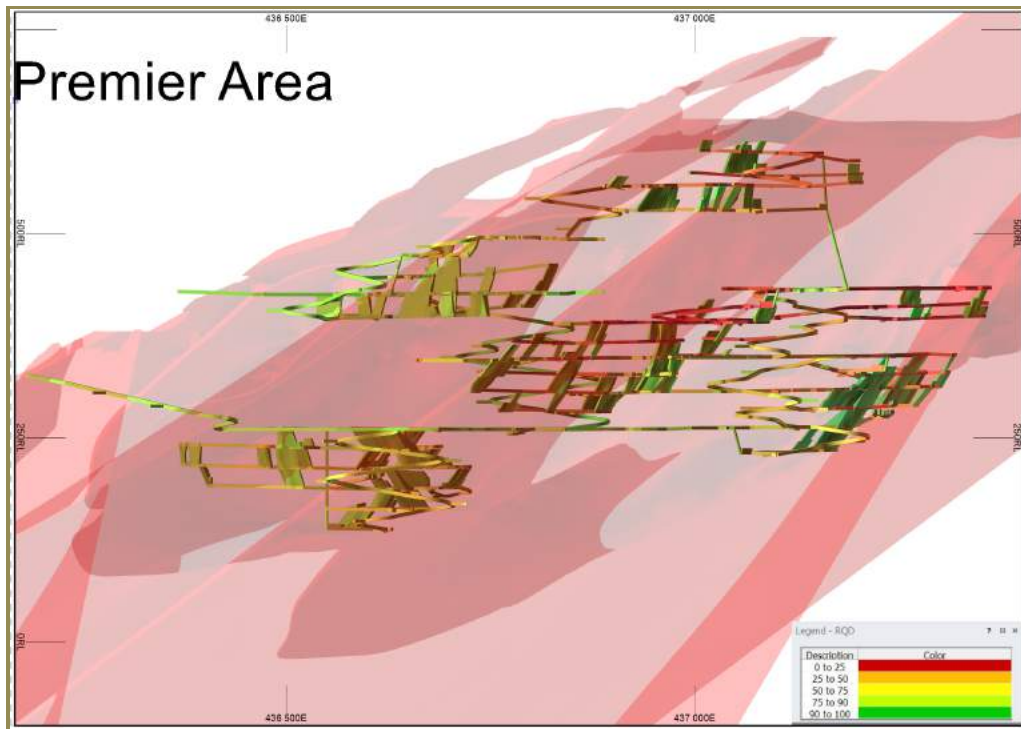 436 500E 437 000E
Premier Area
500RL 500RL
250RL 250RL
0RL
436 500E 437 000E
Legend - RQD
Description Color
0 to 25
25 to 50
50 to 75
75 to 90
90 to 100